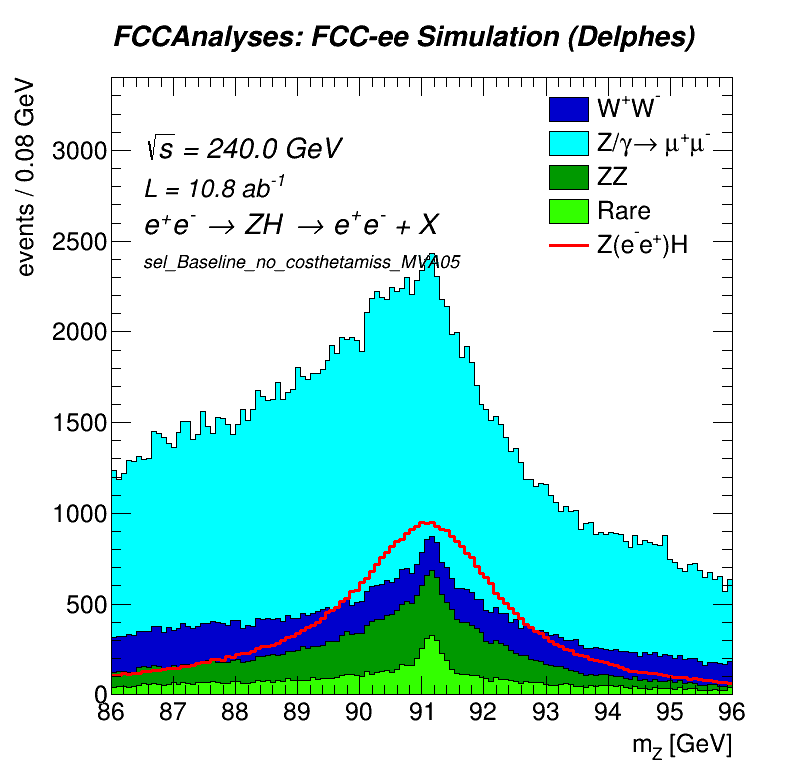 FCCAnalyses: FCC-ee Simulation (Delphes)
events / 0.08 GeV
√s = 240.0 GeV
L = 10.8 ab⁻¹
e⁺e⁻ → ZH → e⁺e⁻ + X
sel_Baseline_no_costhetamiss_MVA05
W⁺W⁻
Z/γ→ μ⁺μ⁻
ZZ
Rare
Z(e⁻e⁺)H
3000
2500
2000
1500
1000
500
0
86 87 88 89 90 91 92 93 94 95 96
m_Z [GeV]